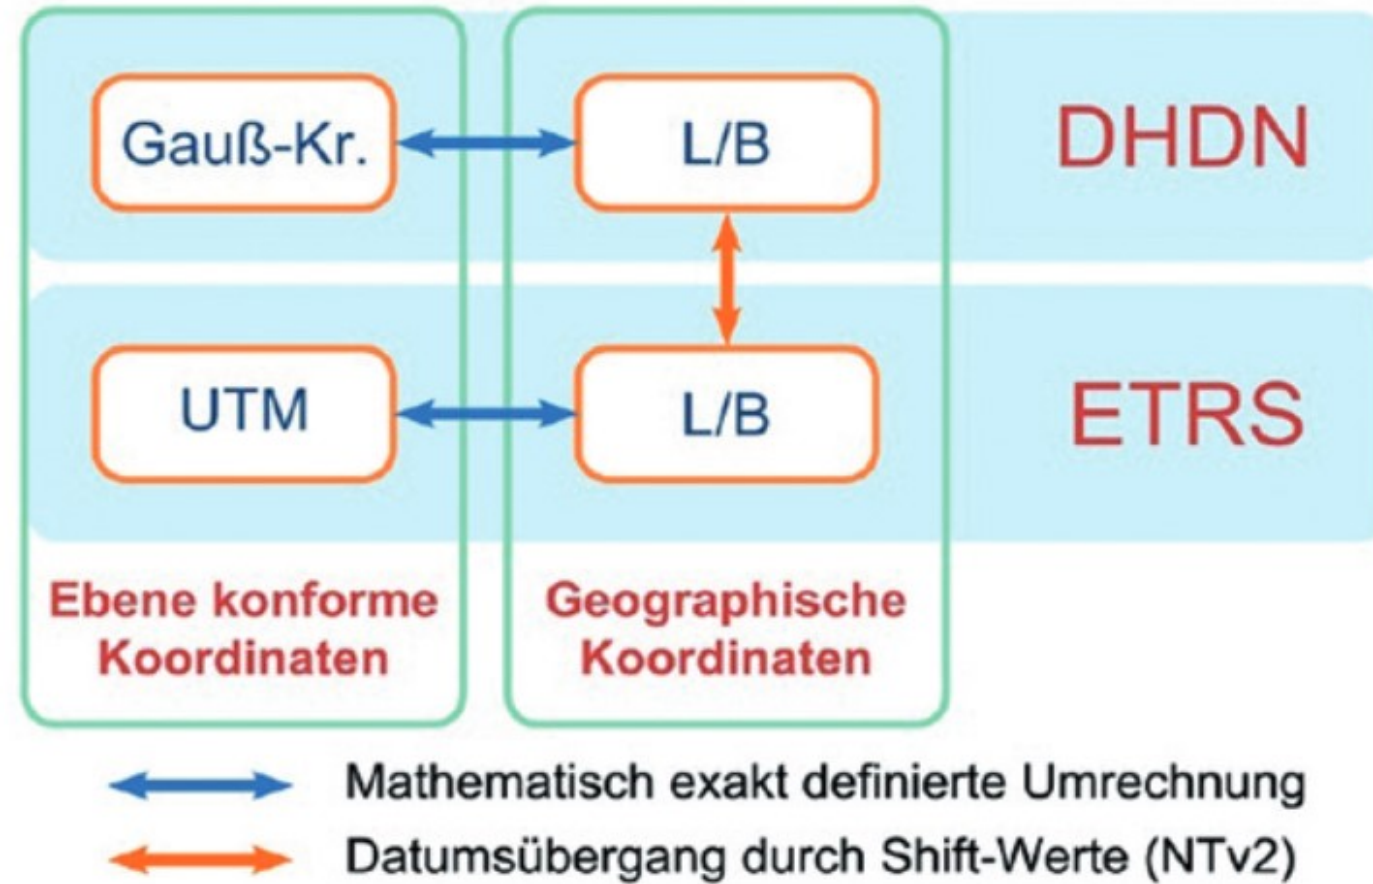 Gauß-Kr.
L/B
DHDN
UTM
L/B
ETRS
Ebene konforme
Koordinaten
Geographische
Koordinaten
Mathematisch exakt definierte Umrechnung
Datumsübergang durch Shift-Werte (NTv2)